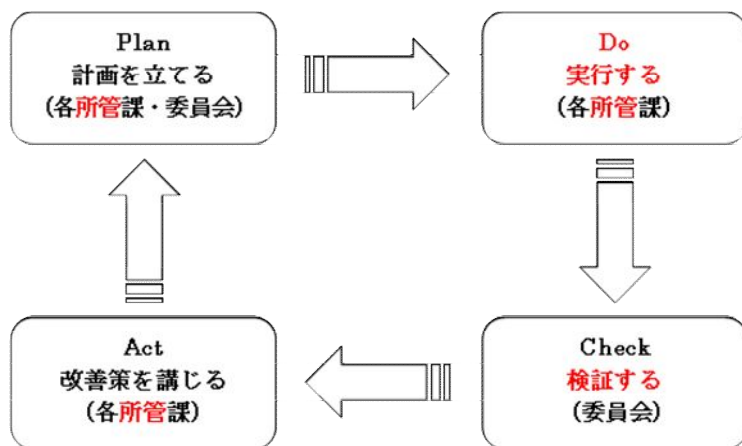 Plan
計画を立てる
(各所管課・委員会)
Do
実行する
(各所管課)
Check
検証する
(委員会)
Act
改善策を講じる
(各所管課)